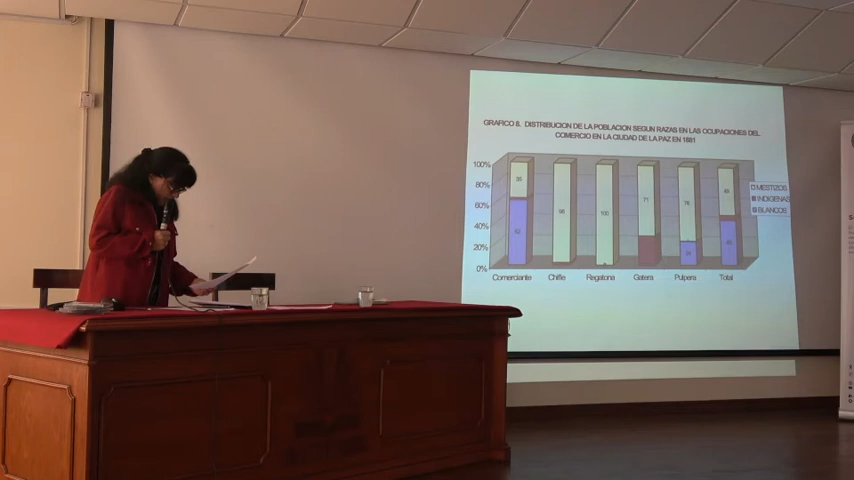 GRAFICO 8. DISTRIBUCION DE LA POBLACION SEGUN RAZAS EN LAS OCUPACIONES DEL
COMERCIO EN LA CIUDAD DE LA PAZ EN 1881
100%
80%
60%
40%
20%
0%
62
98
100
71
76
24
Comerciante Chifle Regatona Gatera Pulpera Total
MESTIZOS
INDIGENAS
BLANCOS